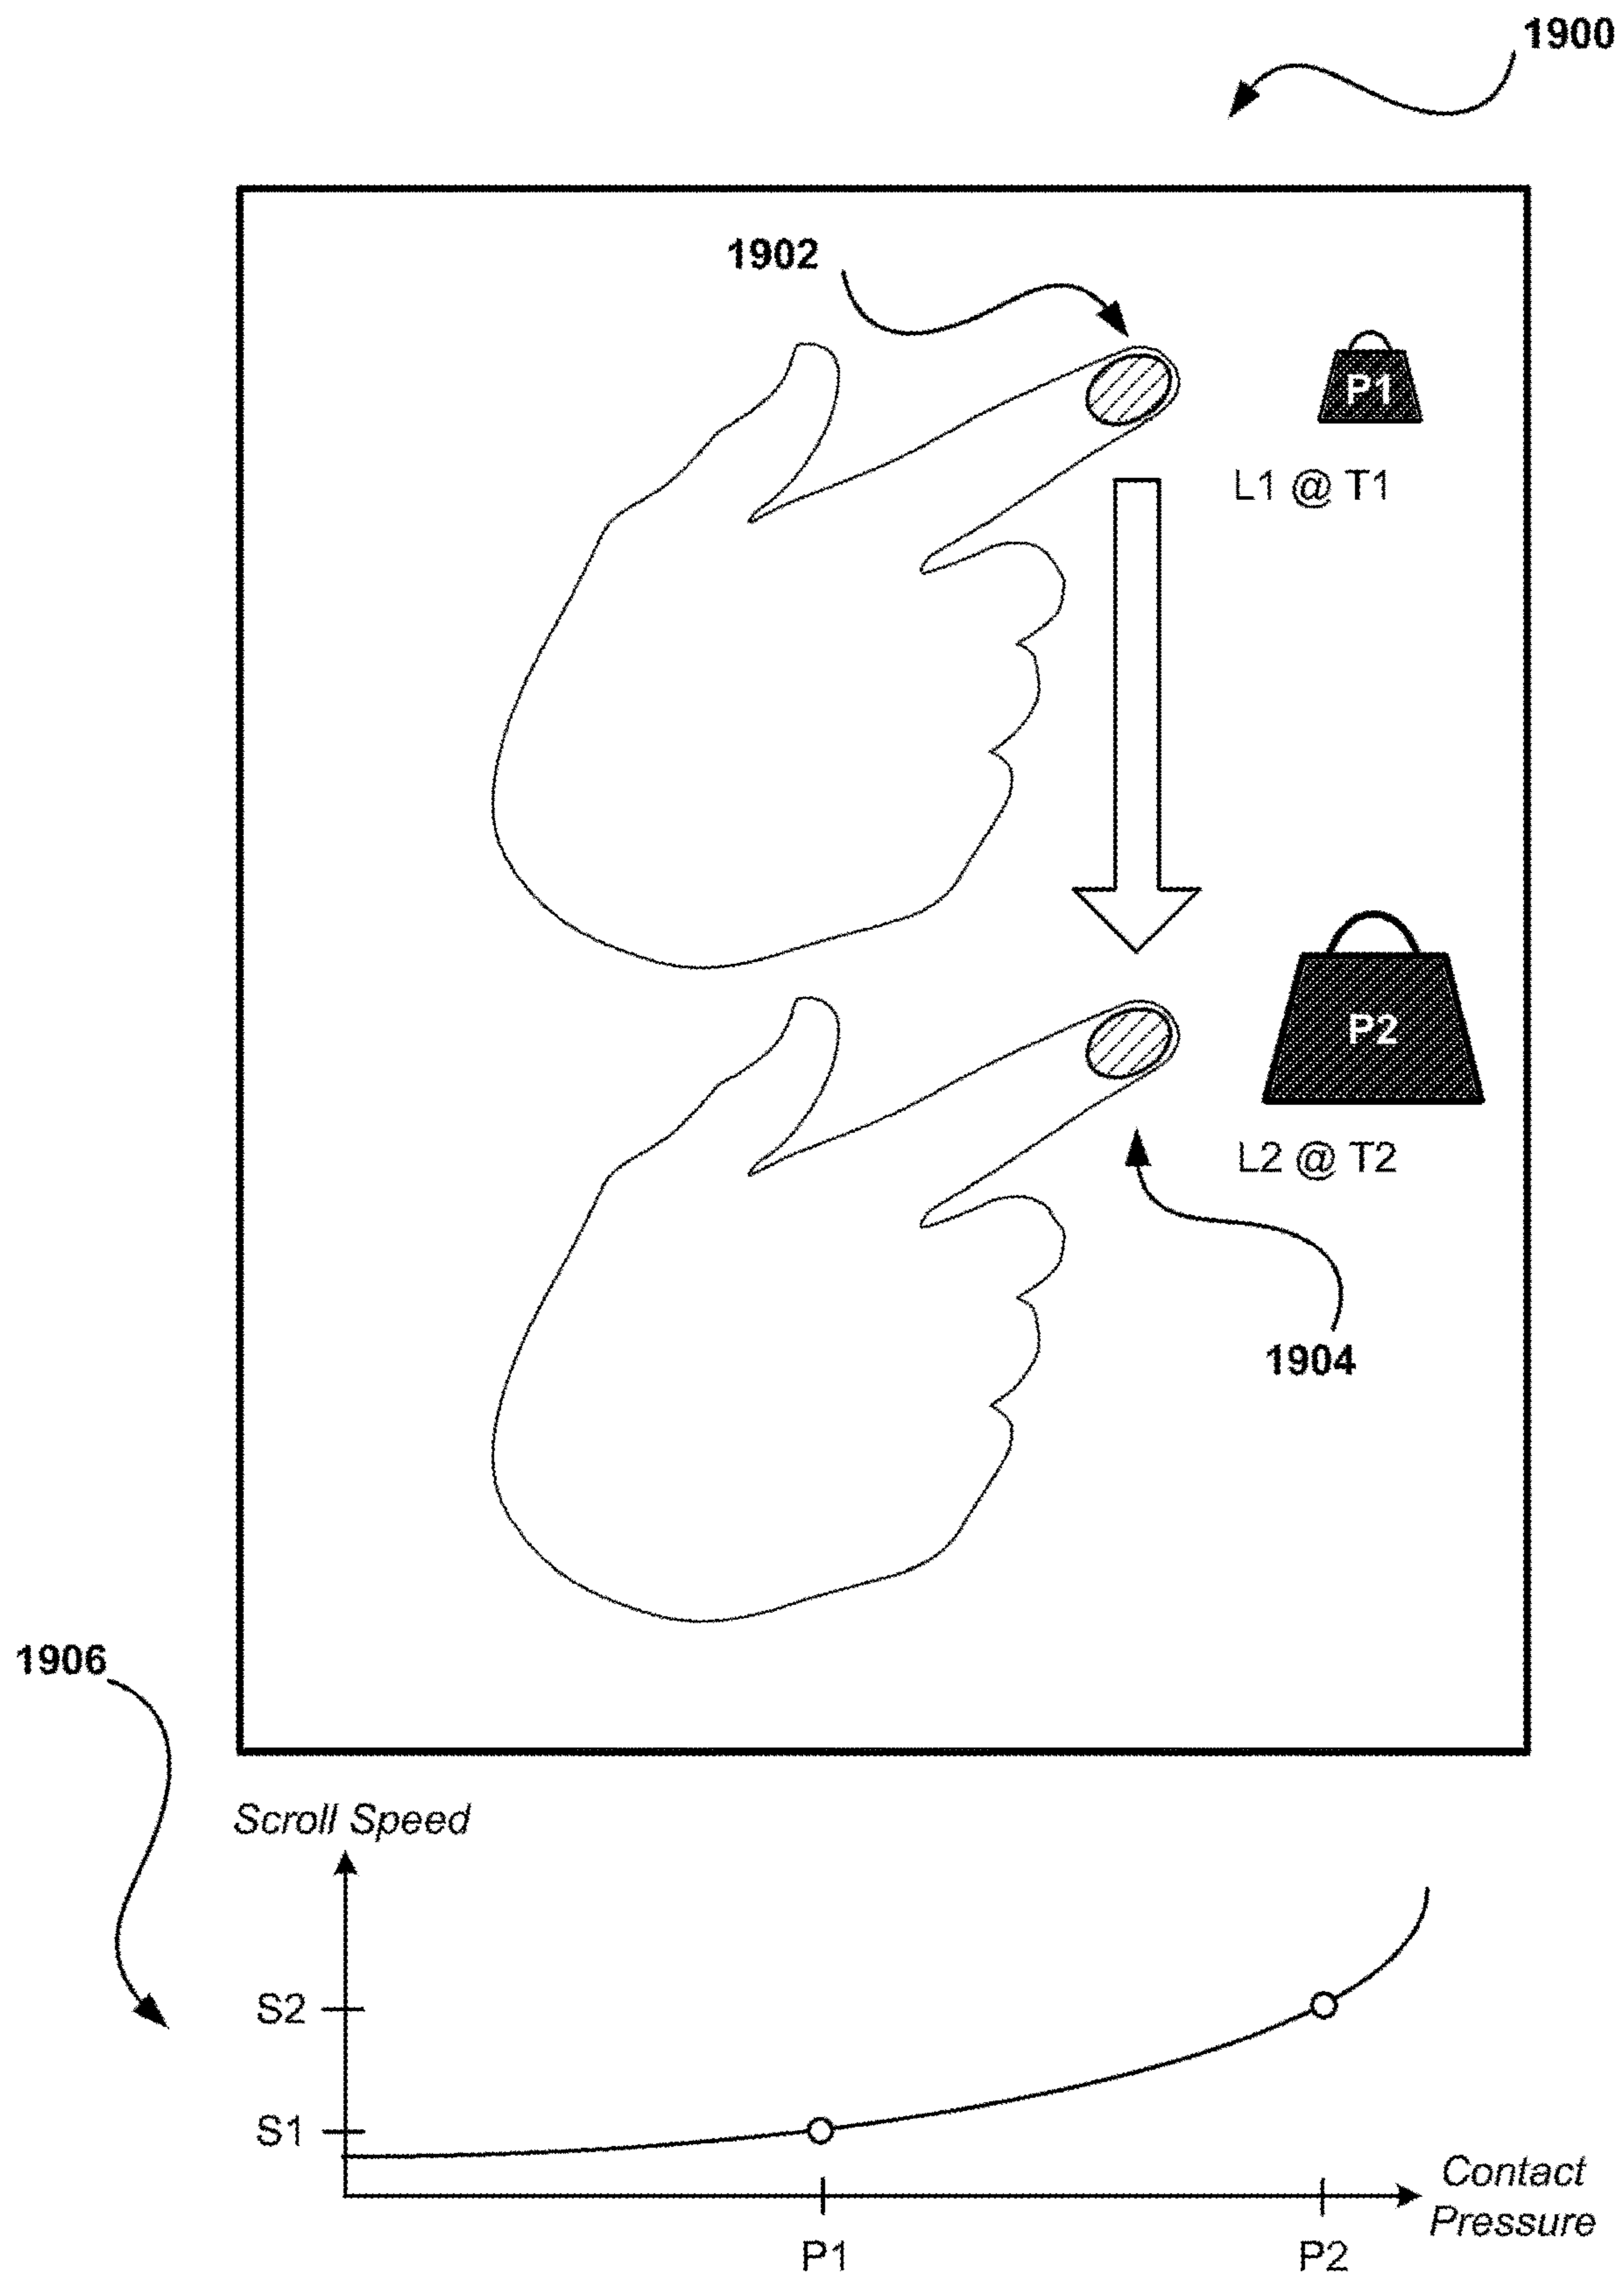 1900
1902
P1
L1 @ T1
P2
L2 @ T2
1904
1906
Scroll Speed
S2
S1
Contact
Pressure
P1
P2